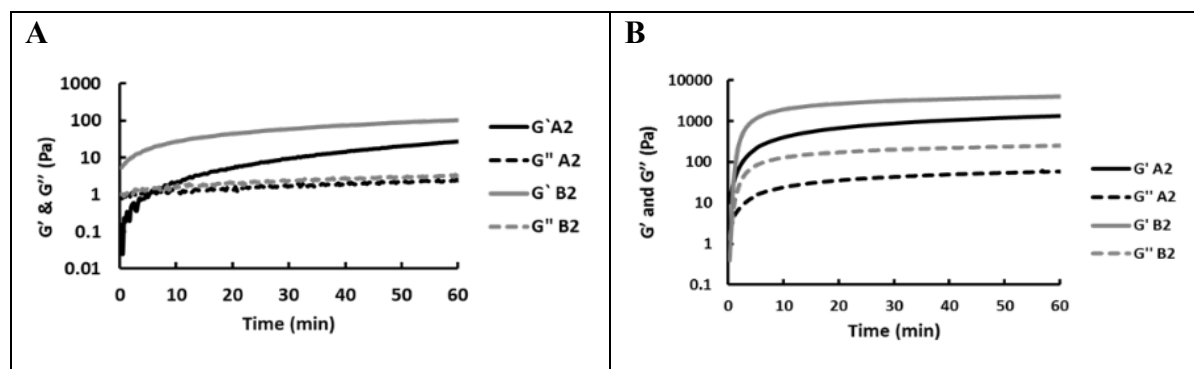 A
G' & G'' (Pa)
1000
100
10
1
0.1
0.01
0 10 20 30 40 50 60
Time (min)
G`A2
G" A2
G` B2
G" B2
B
G' and G'' (Pa)
10000
1000
100
10
1
0.1
0 10 20 30 40 50 60
Time (min)
G' A2
G'' A2
G' B2
G'' B2